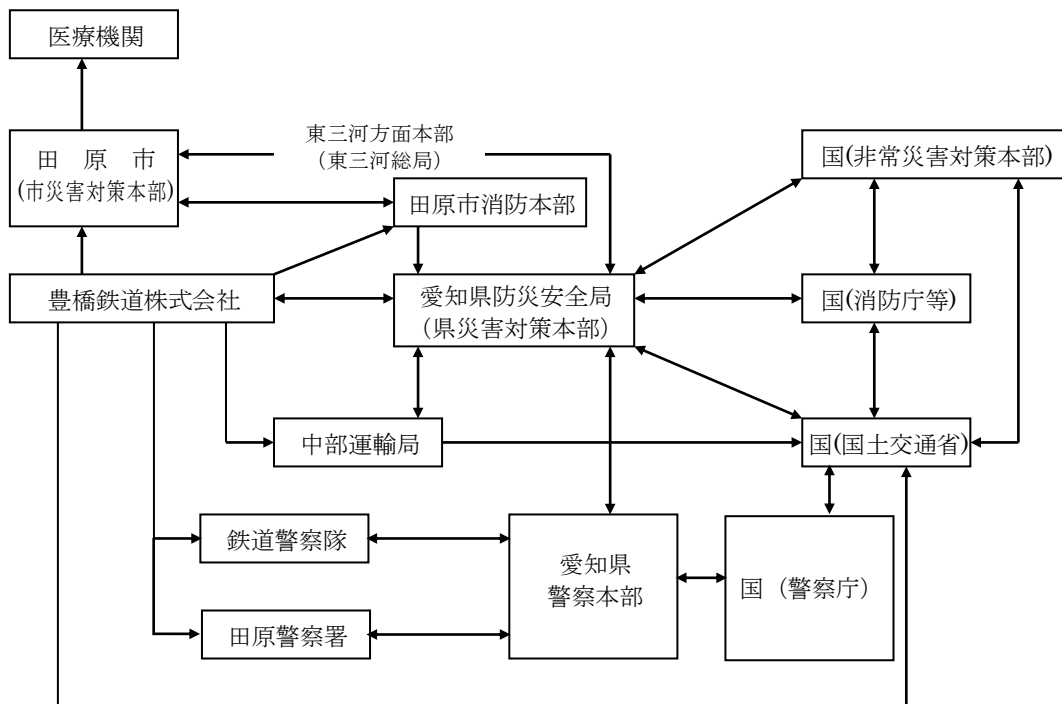 医療機関
田　原　市
(市災害対策本部)
東三河方面本部
（東三河総局）
国(非常災害対策本部)
田原市消防本部
豊橋鉄道株式会社
愛知県防災安全局
（県災害対策本部）
国(消防庁等)
中部運輸局
国(国土交通省)
鉄道警察隊
愛知県
警察本部
国（警察庁）
田原警察署